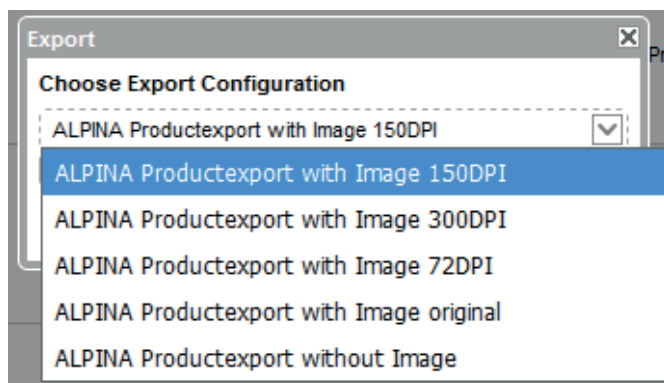 Export
Pr
Choose Export Configuration
ALPINA Productexport with Image 150DPI
ALPINA Productexport with Image 150DPI
ALPINA Productexport with Image 300DPI
ALPINA Productexport with Image 72DPI
ALPINA Productexport with Image original
ALPINA Productexport without Image